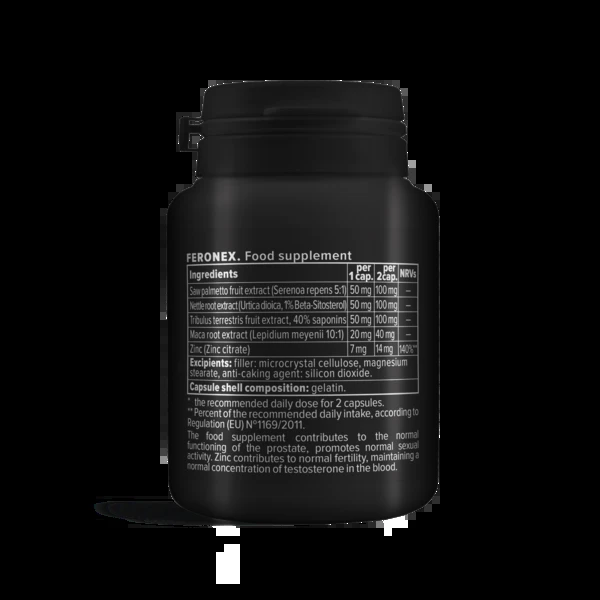 FERONEX. Food supplement
Ingredients per 1 cap. per 2 cap. NRVs
Saw palmetto fruit extract (Serenoa repens 5:1) 50 mg 100 mg –
Nettle root extract (Urtica dioica, 1% Beta-Sitosterol) 50 mg 100 mg –
Tribulus terrestris fruit extract, 40% saponins 50 mg 100 mg –
Maca root extract (Lepidium meyenii 10:1) 20 mg 40 mg –
Zinc (Zinc citrate) 7 mg 14 mg 140%**
Excipients: filler: microcrystal cellulose, magnesium
stearate, anti-caking agent: silicon dioxide.
Capsule shell composition: gelatin.
* the recommended daily dose for 2 capsules.
** Percent of the recommended daily intake, according to
Regulation (EU) Nº1169/2011.
The food supplement contributes to the normal
functioning of the prostate, promotes normal sexual
activity. Zinc contributes to normal fertility, maintaining a
normal concentration of testosterone in the blood.